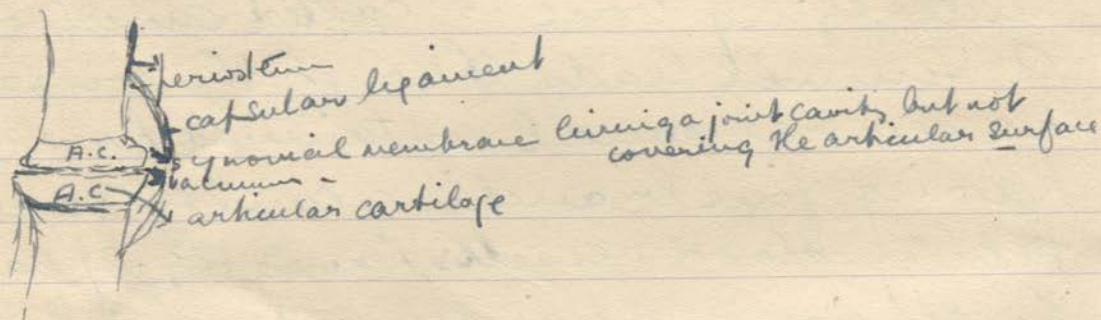 periosteum
capsular ligament
synovial membrane lining a joint cavity but not
covering the articular surface
A.C.
vacuum -
A.C
articular cartilage